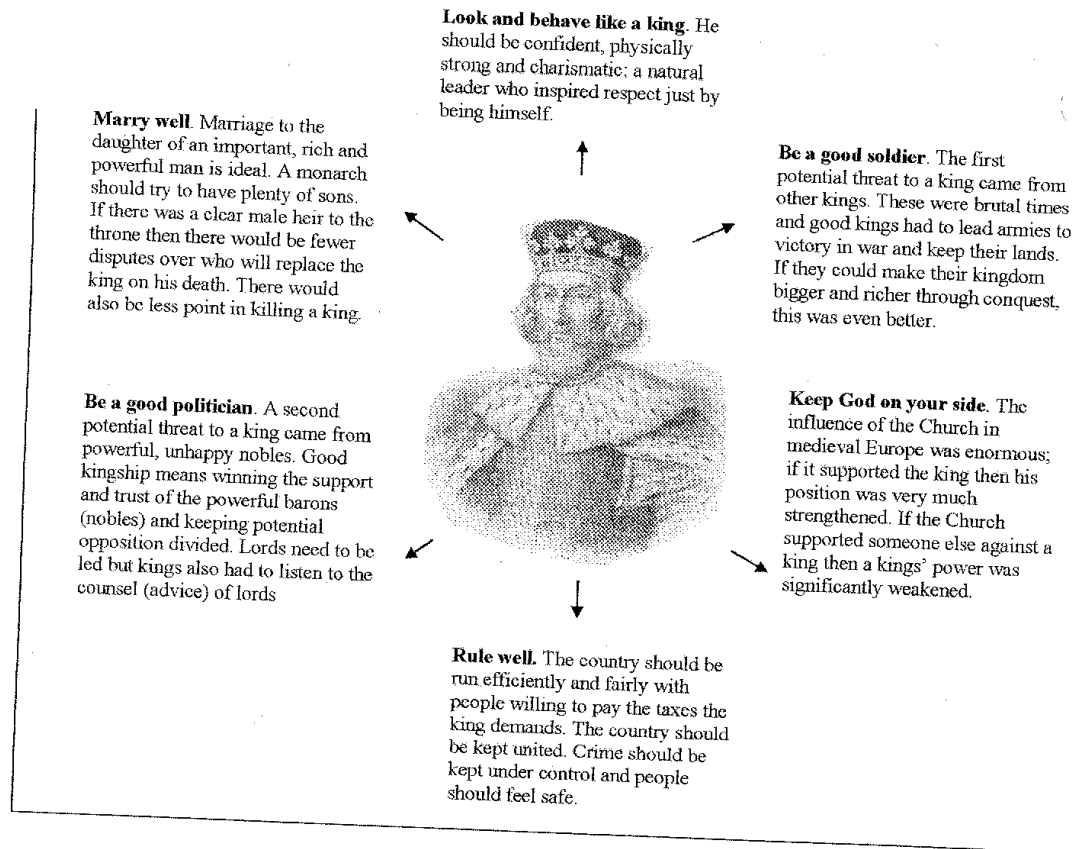 Look and behave like a king. He
should be confident, physically
strong and charismatic; a natural
leader who inspired respect just by
being himself.
Marry well. Marriage to the
daughter of an important, rich and
powerful man is ideal. A monarch
should try to have plenty of sons.
If there was a clear male heir to the
throne then there would be fewer
disputes over who will replace the
king on his death. There would
also be less point in killing a king.
Be a good soldier. The first
potential threat to a king came from
other kings. These were brutal times
and good kings had to lead armies to
victory in war and keep their lands.
If they could make their kingdom
bigger and richer through conquest,
this was even better.
Be a good politician. A second
potential threat to a king came from
powerful, unhappy nobles. Good
kingship means winning the support
and trust of the powerful barons
(nobles) and keeping potential
opposition divided. Lords need to be
led but kings also had to listen to the
counsel (advice) of lords
Keep God on your side. The
influence of the Church in
medieval Europe was enormous;
if it supported the king then his
position was very much
strengthened. If the Church
supported someone else against a
king then a kings' power was
significantly weakened.
Rule well. The country should be
run efficiently and fairly with
people willing to pay the taxes the
king demands. The country should
be kept united. Crime should be
kept under control and people
should feel safe.